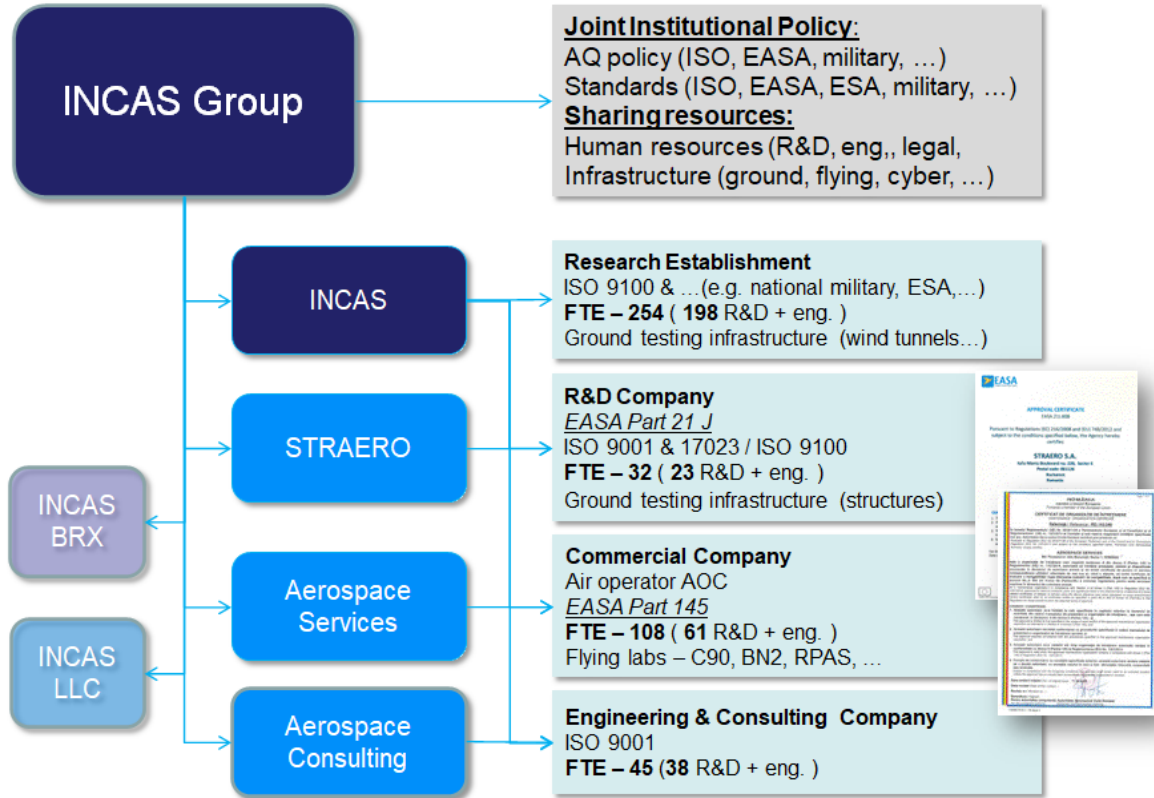 INCAS Group
Joint Institutional Policy:
AQ policy (ISO, EASA, military, …)
Standards (ISO, EASA, ESA, military, …)
Sharing resources:
Human resources (R&D, eng,, legal,
Infrastructure (ground, flying, cyber, …)
INCAS
Research Establishment
ISO 9100 & …(e.g. national military, ESA,…)
FTE – 254 ( 198 R&D + eng. )
Ground testing infrastructure (wind tunnels…)
STRAERO
R&D Company
EASA Part 21 J
ISO 9001 & 17023 / ISO 9100
FTE – 32 ( 23 R&D + eng. )
Ground testing infrastructure (structures)
EASA
APPROVAL CERTIFICATE
STRAERO S.A.
INCAS
BRX
Aerospace
Services
Commercial Company
Air operator AOC
EASA Part 145
FTE – 108 ( 61 R&D + eng. )
Flying labs – C90, BN2, RPAS, …
INCAS
LLC
Aerospace
Consulting
Engineering & Consulting Company
ISO 9001
FTE – 45 (38 R&D + eng. )